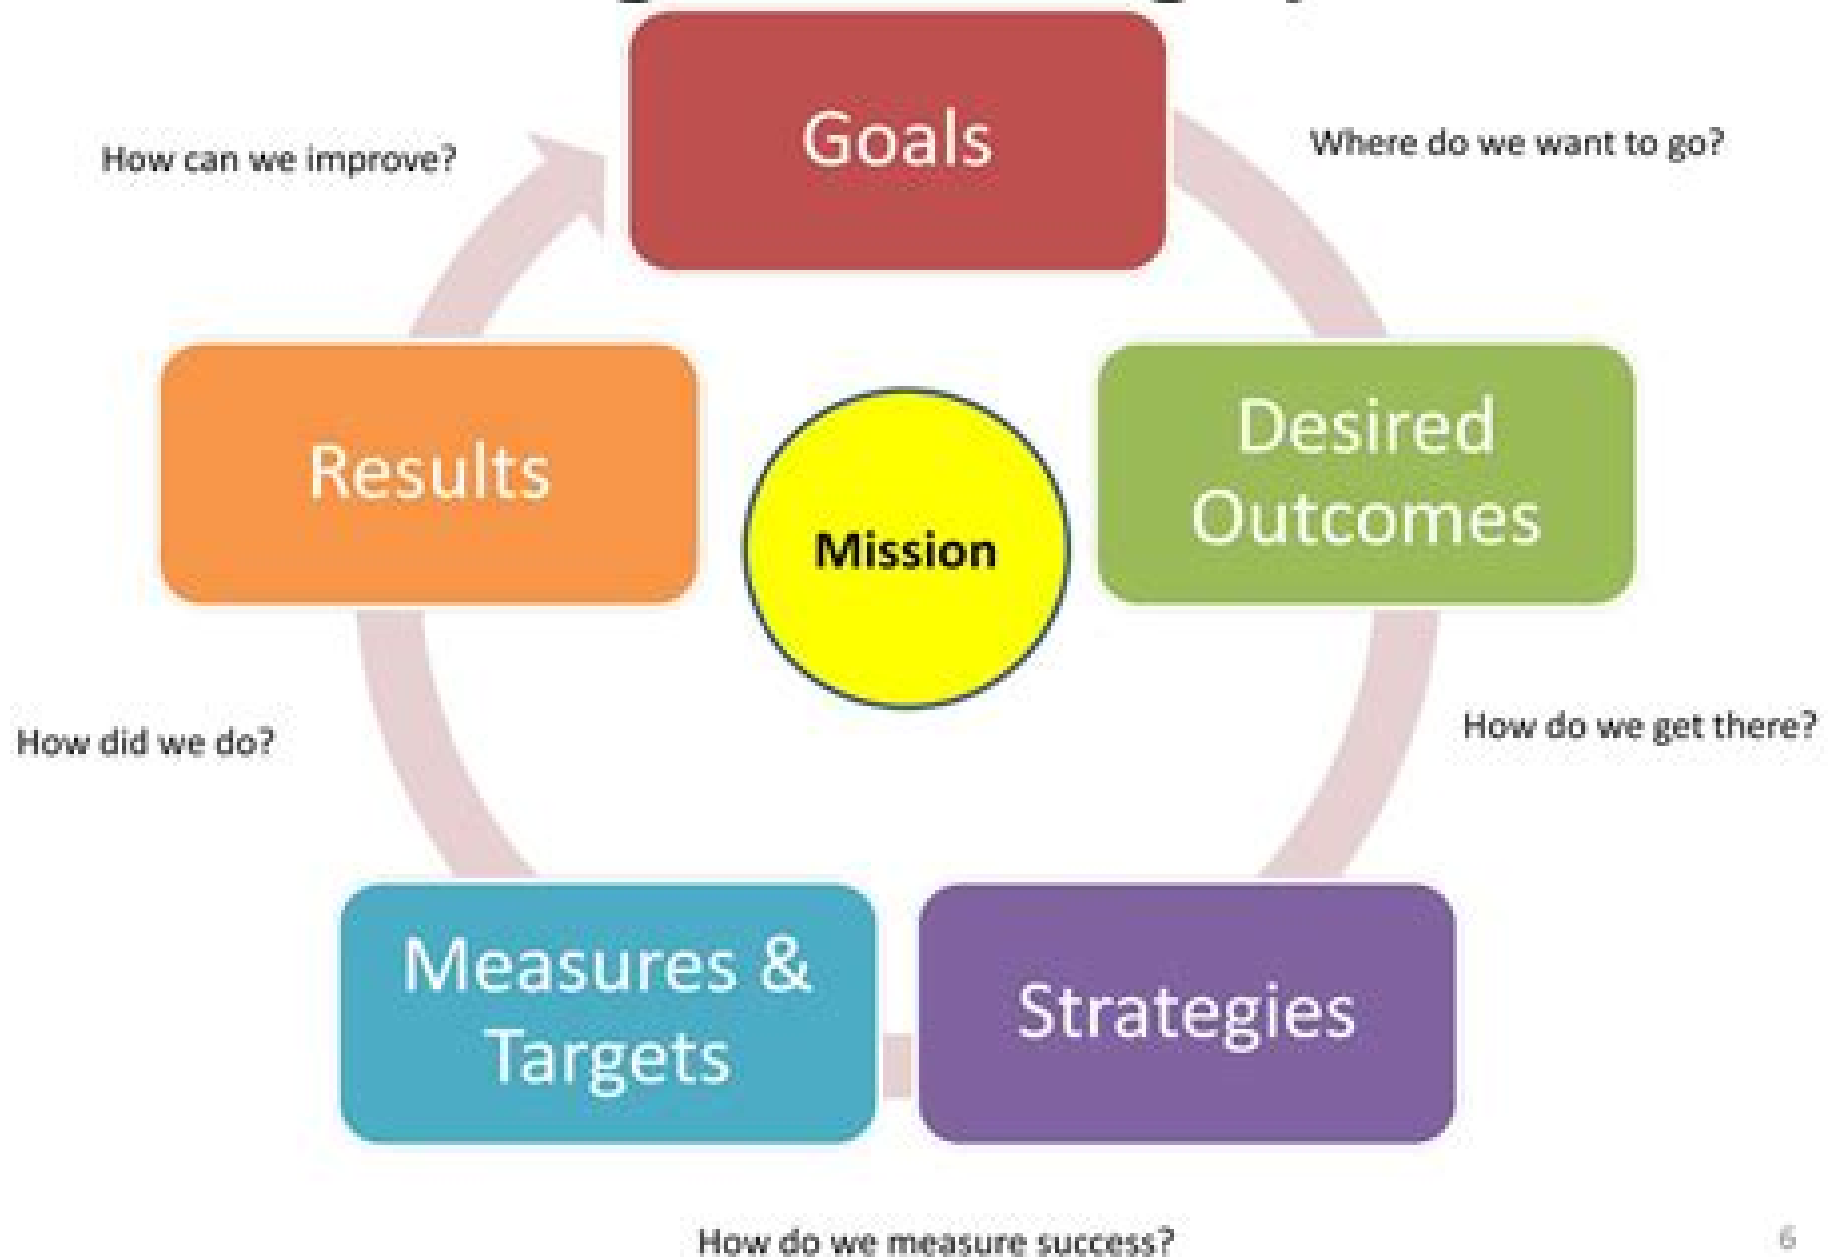 Goals
How can we improve?
Where do we want to go?
Results
Desired
Outcomes
Mission
How did we do?
How do we get there?
Measures &
Targets
Strategies
How do we measure success?
6